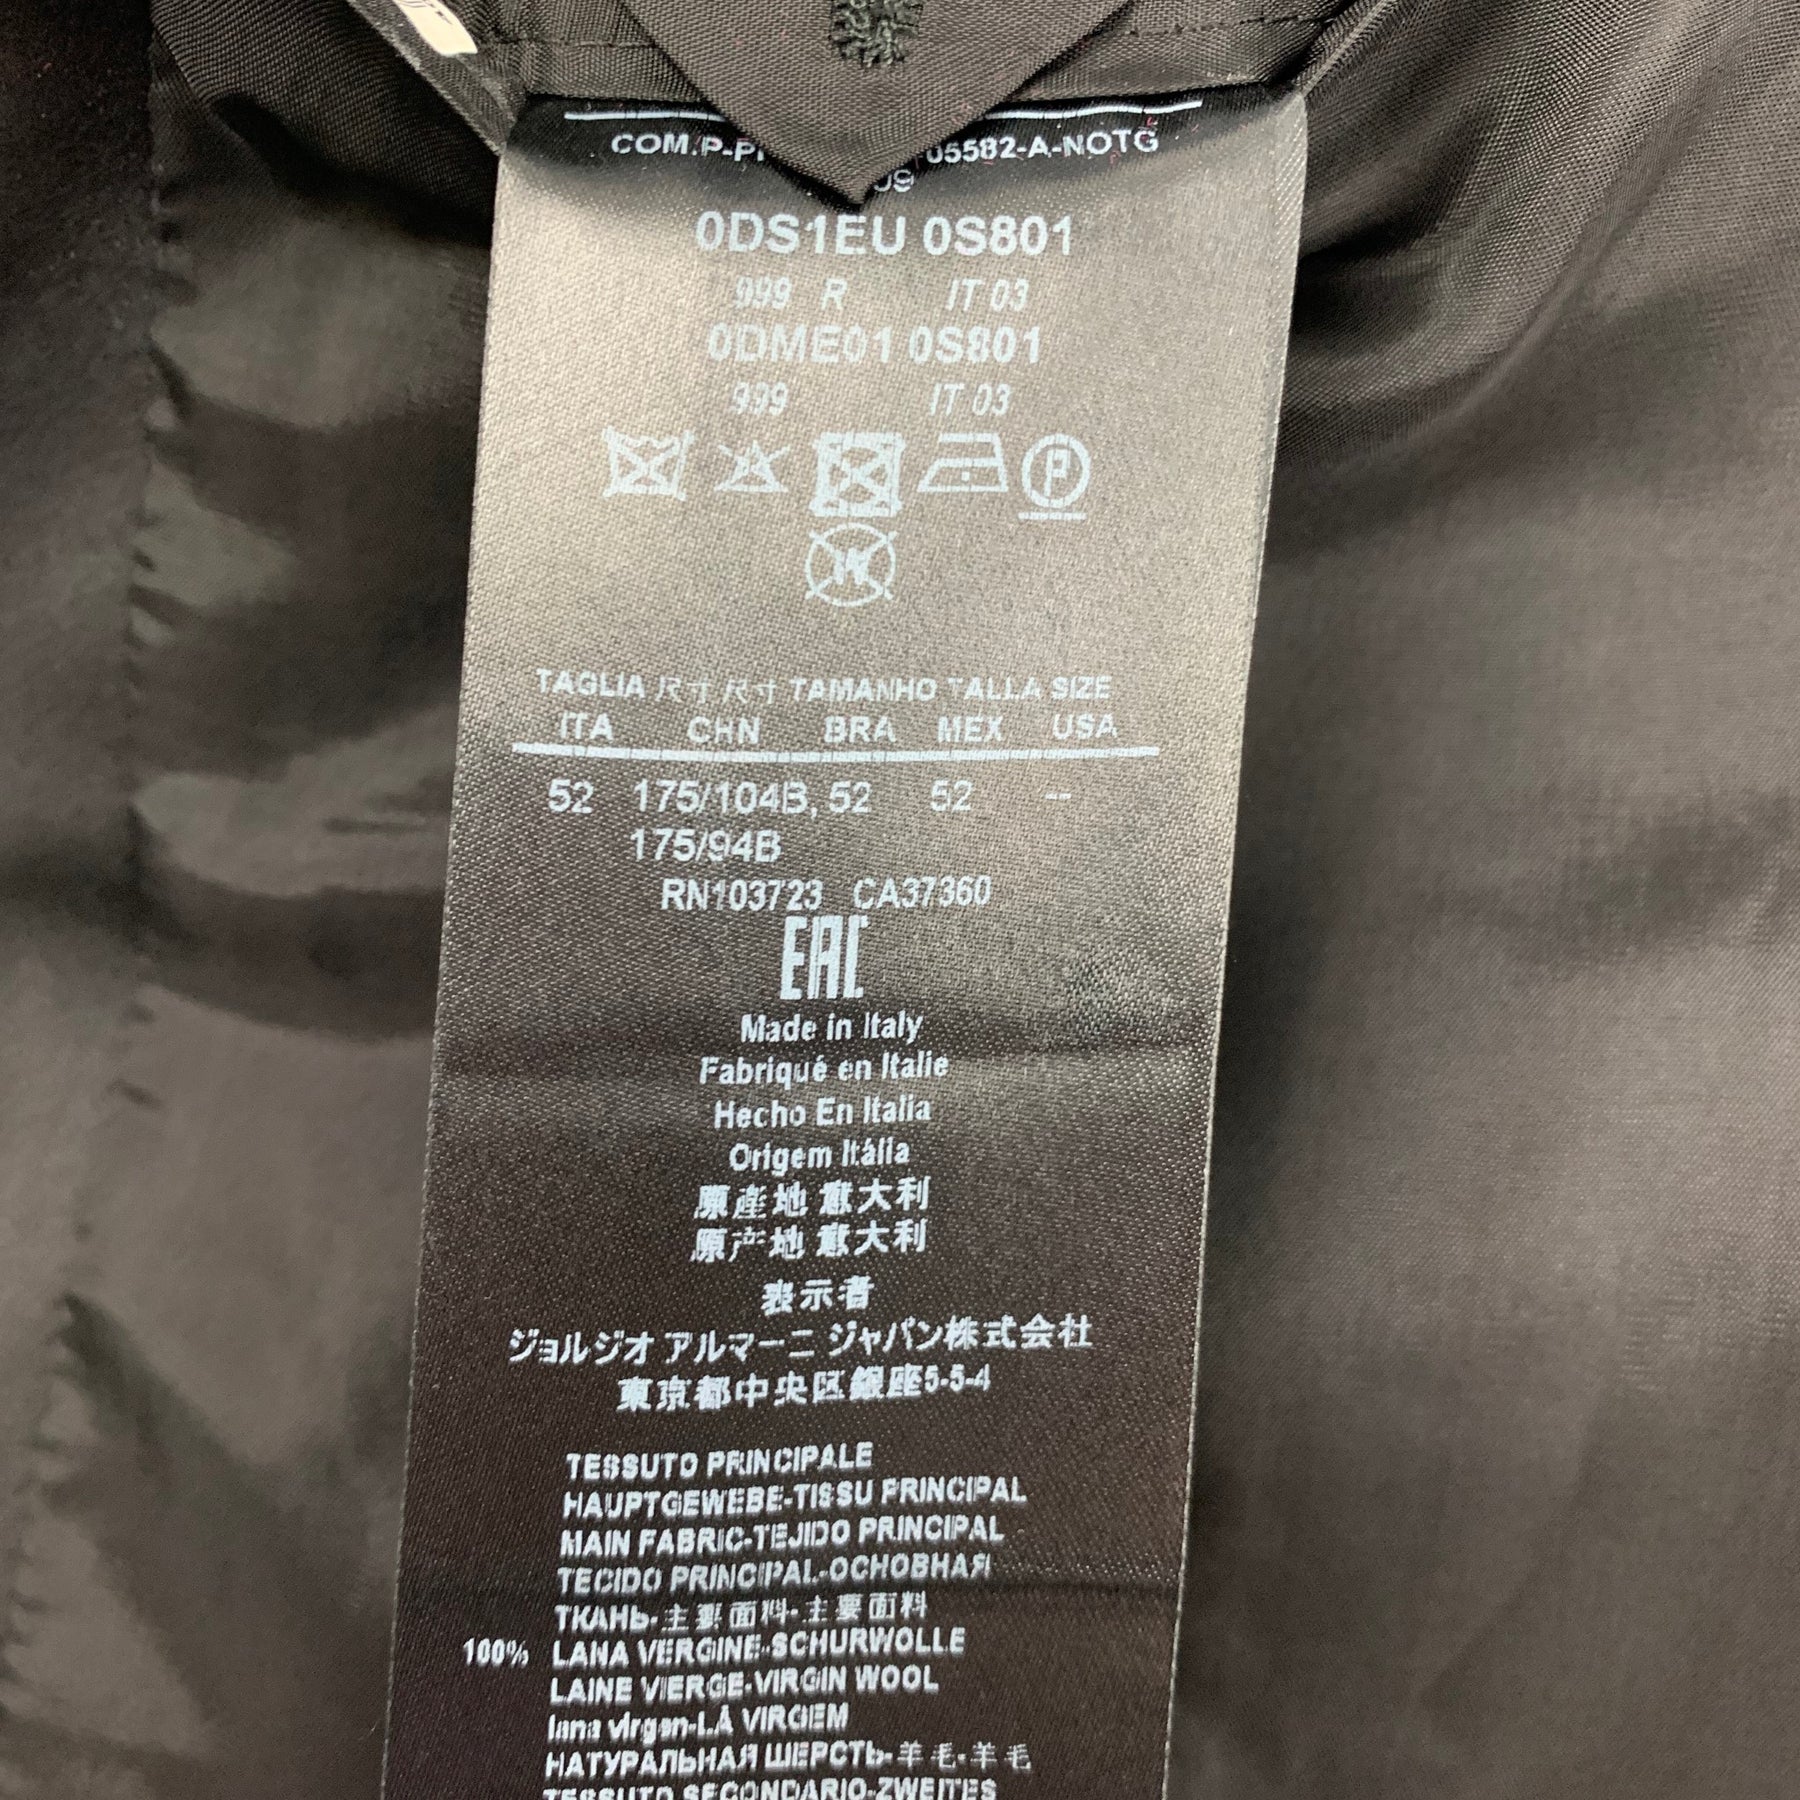 05582-A-NOTG
0DS1EU 0S801
999 R IT 03
0DME01 0S801
999 IT 03
P
W
TAGLIA 尺寸 尺寸 TAMANHO TALLA SIZE
ITA CHN BRA MEX USA
52 175/104B, 52 52 --
175/94B
RN103723 CA37360
EAC
Made in Italy
Fabriqué en Italie
Hecho En Italia
Origem Itália
原產地 意大利
原产地 意大利
表示者
ジョルジオ アルマーニ ジャパン株式会社
東京都中央区銀座5-5-4
TESSUTO PRINCIPALE
HAUPTGEWEBE-TISSU PRINCIPAL
MAIN FABRIC-TEJIDO PRINCIPAL
TECIDO PRINCIPAL-ОСНОВНАЯ
ТКАНЬ-主要面料-主要面料
100% LANA VERGINE-SCHURWOLLE
LAINE VIERGE-VIRGIN WOOL
lana virgen-LÃ VIRGEM
НАТУРАЛЬНАЯ ШЕРСТЬ-羊毛-羊毛
TESSUTO SECONDARIO-ZWEITES